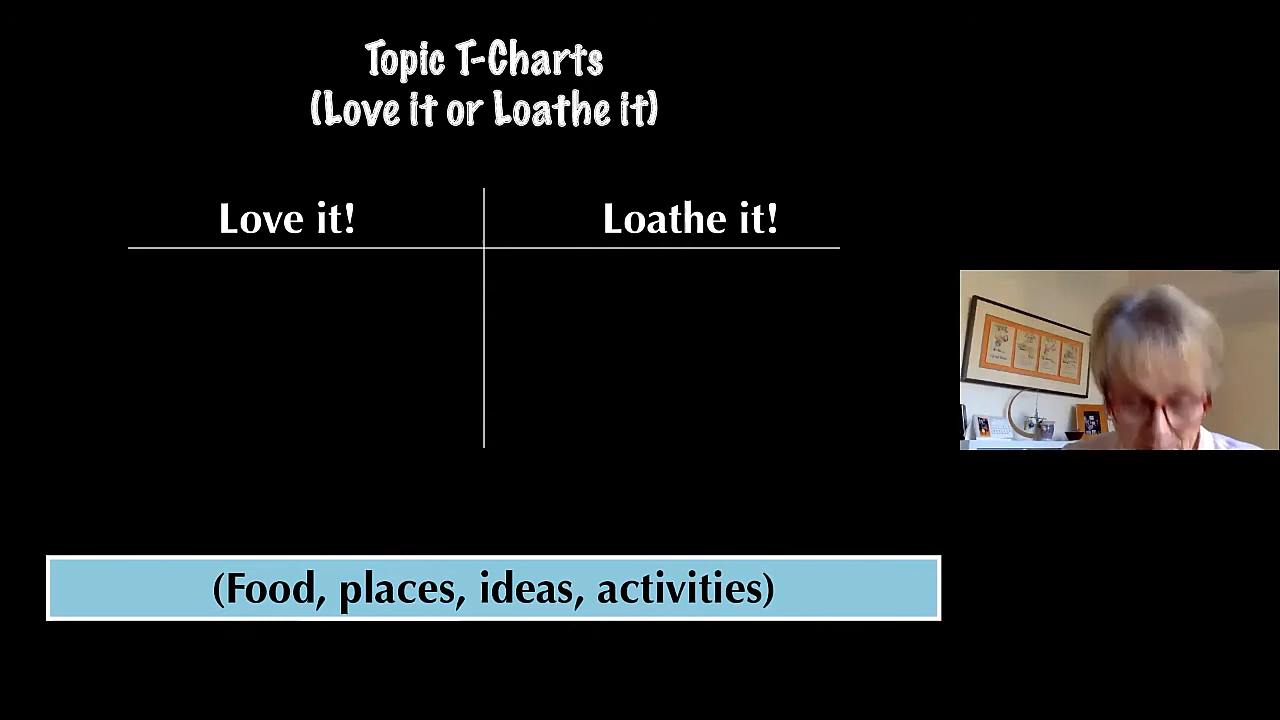 Topic T-Charts
(Love it or Loathe it)
Love it!
Loathe it!
(Food, places, ideas, activities)